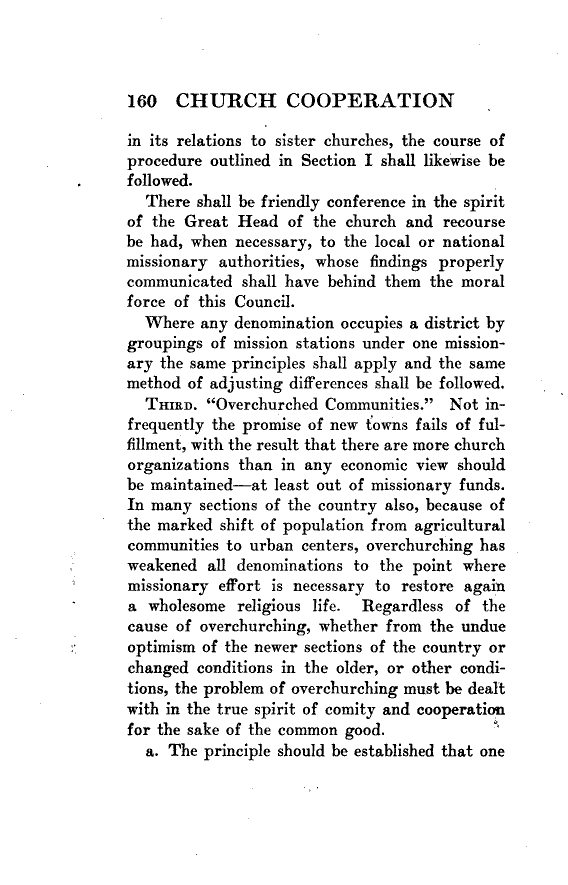 160 CHURCH COOPERATION
in its relations to sister churches, the course of
procedure outlined in Section I shall likewise be
followed.
There shall be friendly conference in the spirit
of the Great Head of the church and recourse
be had, when necessary, to the local or national
missionary authorities, whose findings properly
communicated shall have behind them the moral
force of this Council.
Where any denomination occupies a district by
groupings of mission stations under one mission-
ary the same principles shall apply and the same
method of adjusting differences shall be followed.
THIRD. “Overchurched Communities.” Not in-
frequently the promise of new towns fails of ful-
fillment, with the result that there are more church
organizations than in any economic view should
be maintained—at least out of missionary funds.
In many sections of the country also, because of
the marked shift of population from agricultural
communities to urban centers, overchurching has
weakened all denominations to the point where
missionary effort is necessary to restore again
a wholesome religious life. Regardless of the
cause of overchurching, whether from the undue
optimism of the newer sections of the country or
changed conditions in the older, or other condi-
tions, the problem of overchurching must be dealt
with in the true spirit of comity and cooperation
for the sake of the common good.
a. The principle should be established that one